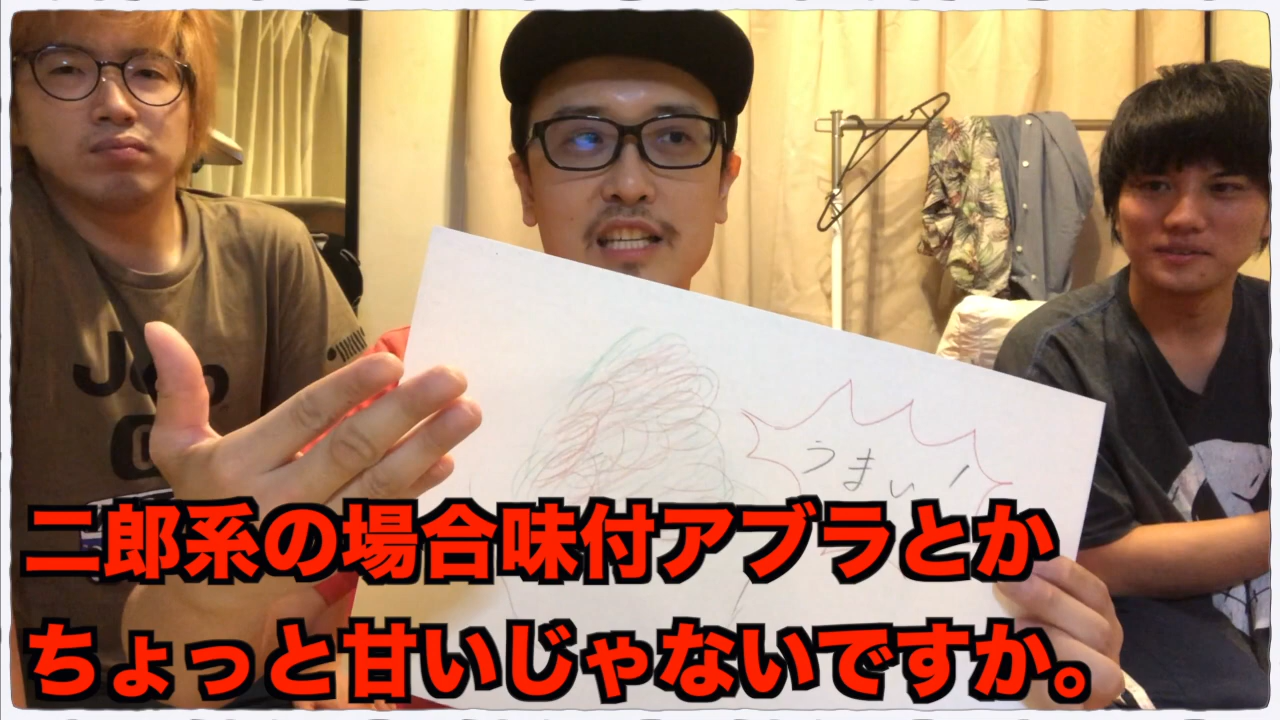 うまい!
二郎系の場合味付アブラとか
ちょっと甘いじゃないですか。